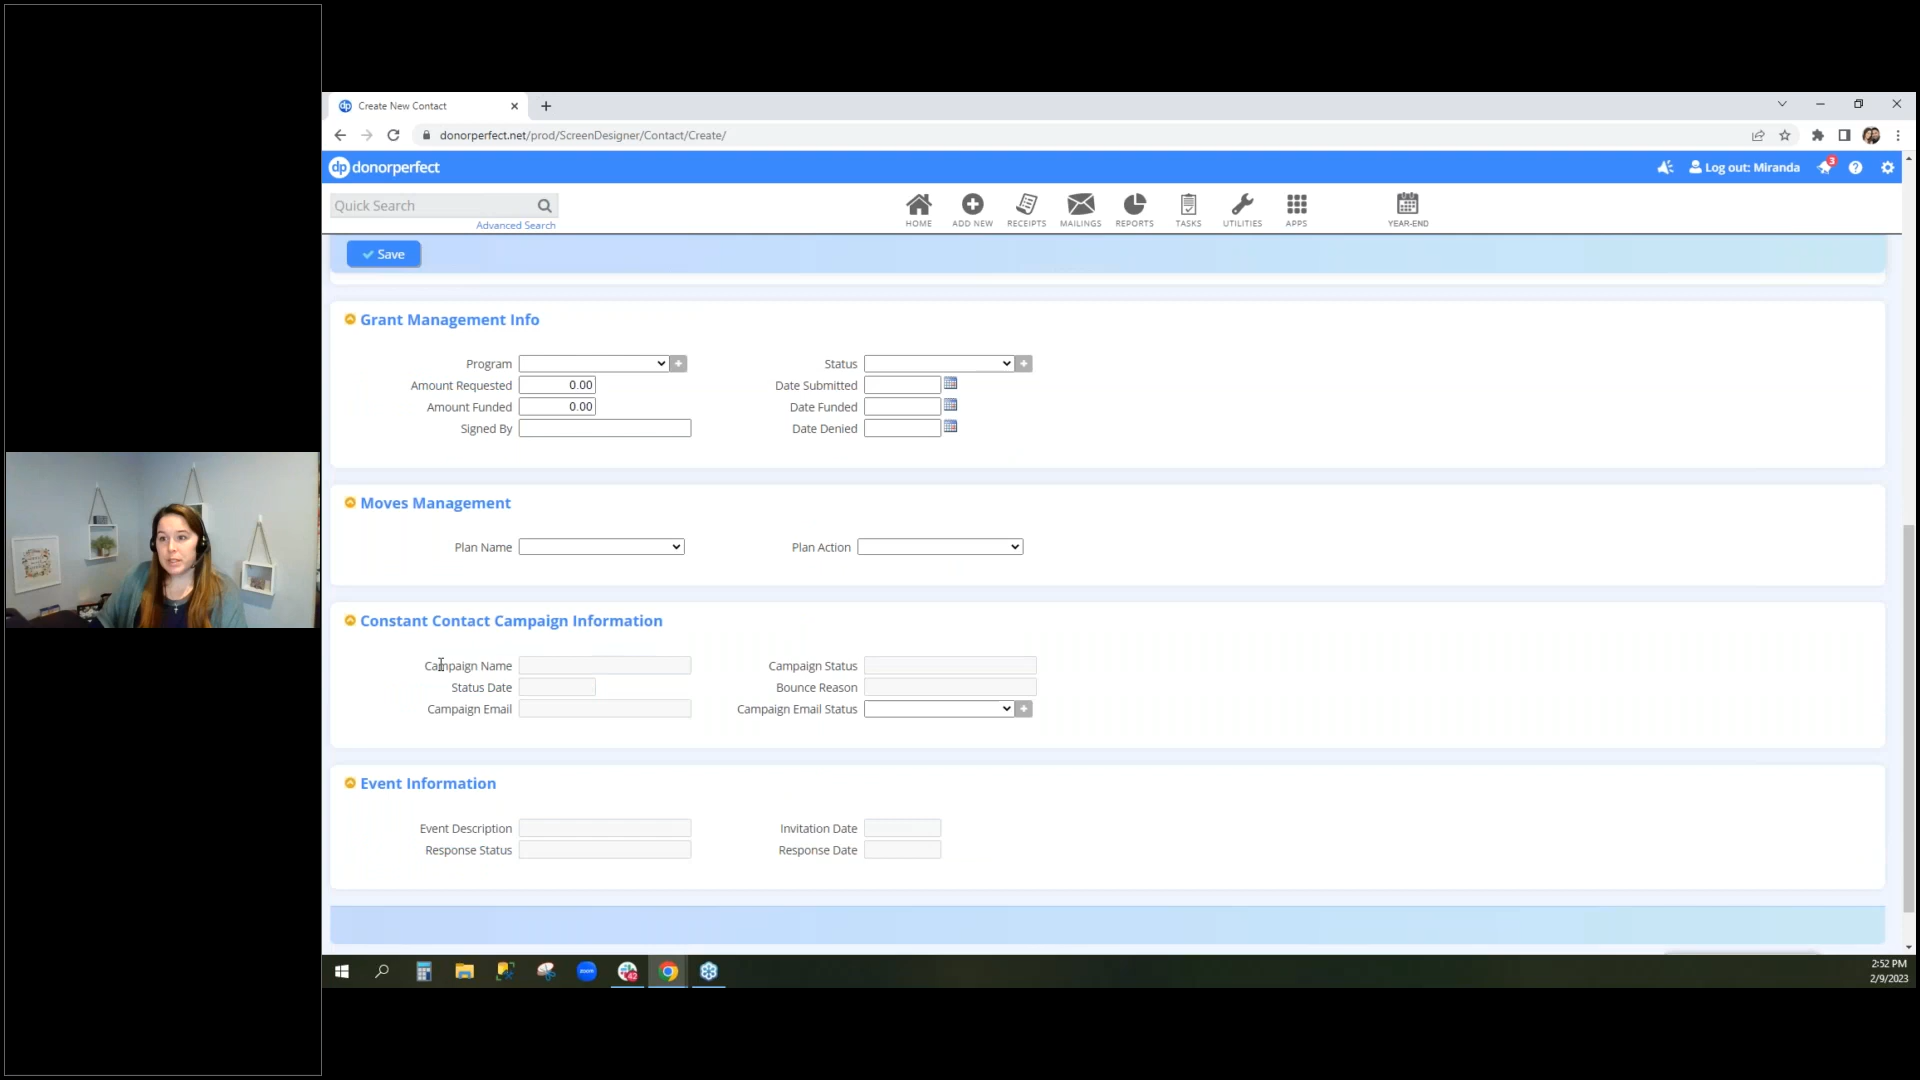 Create New Contact
donorperfect.net/prod/ScreenDesigner/Contact/Create/
dp donorperfect
Log out: Miranda
3
Quick Search
Advanced Search
HOME
ADD NEW
RECEIPTS
MAILINGS
REPORTS
TASKS
UTILITIES
APPS
YEAR-END
Save
Grant Management Info
Program
Status
Amount Requested 0.00
Date Submitted
Amount Funded 0.00
Date Funded
Signed By
Date Denied
Moves Management
Plan Name
Plan Action
Constant Contact Campaign Information
Campaign Name
Campaign Status
Status Date
Bounce Reason
Campaign Email
Campaign Email Status
Event Information
Event Description
Invitation Date
Response Status
Response Date
zoom
42
2:52 PM
2/9/2023